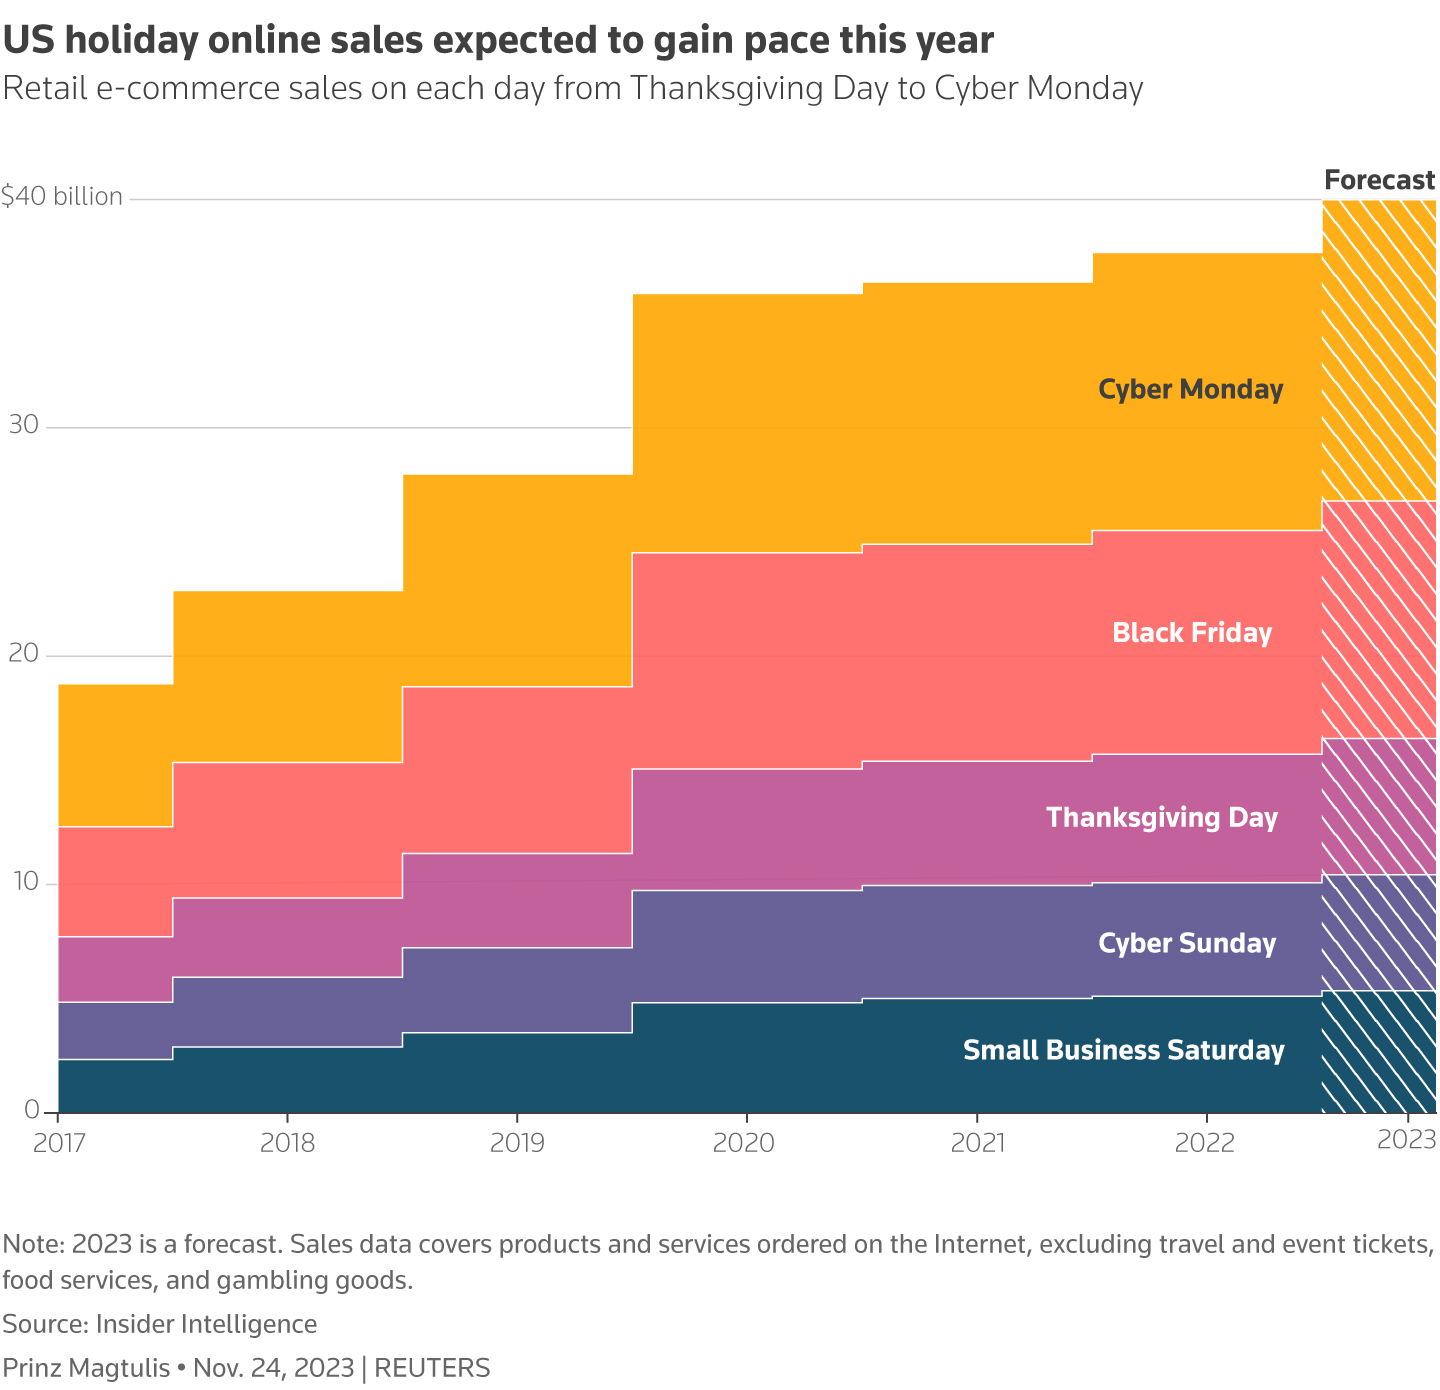 US holiday online sales expected to gain pace this year
Retail e-commerce sales on each day from Thanksgiving Day to Cyber Monday
Forecast
$40 billion
Cyber Monday
30
Black Friday
20
Thanksgiving Day
10
Cyber Sunday
Small Business Saturday
0
2017 2018 2019 2020 2021 2022 2023
Note: 2023 is a forecast. Sales data covers products and services ordered on the Internet, excluding travel and event tickets,
food services, and gambling goods.
Source: Insider Intelligence
Prinz Magtulis • Nov. 24, 2023 | REUTERS